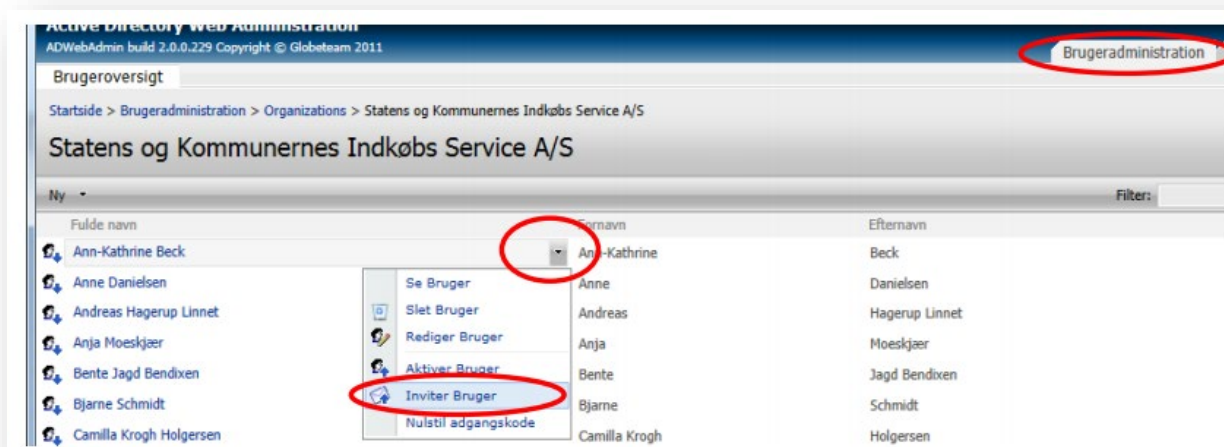 Active Directory Web Administration
ADWebAdmin build 2.0.0.229 Copyright © Globeteam 2011
Brugeradministration
Brugeroversigt
Startside > Brugeradministration > Organizations > Statens og Kommunernes Indkøbs Service A/S
Statens og Kommunernes Indkøbs Service A/S
Ny
Filter:
Fulde navn Fornavn Efternavn
Ann-Kathrine Beck Ann-Kathrine Beck
Anne Danielsen Anne Danielsen
Andreas Hagerup Linnet Andreas Hagerup Linnet
Anja Moeskjær Anja Moeskjær
Bente Jagd Bendixen Bente Jagd Bendixen
Bjarne Schmidt Bjarne Schmidt
Camilla Krogh Holgersen Camilla Krogh Holgersen
Se Bruger
Slet Bruger
Rediger Bruger
Aktiver Bruger
Inviter Bruger
Nulstil adgangskode